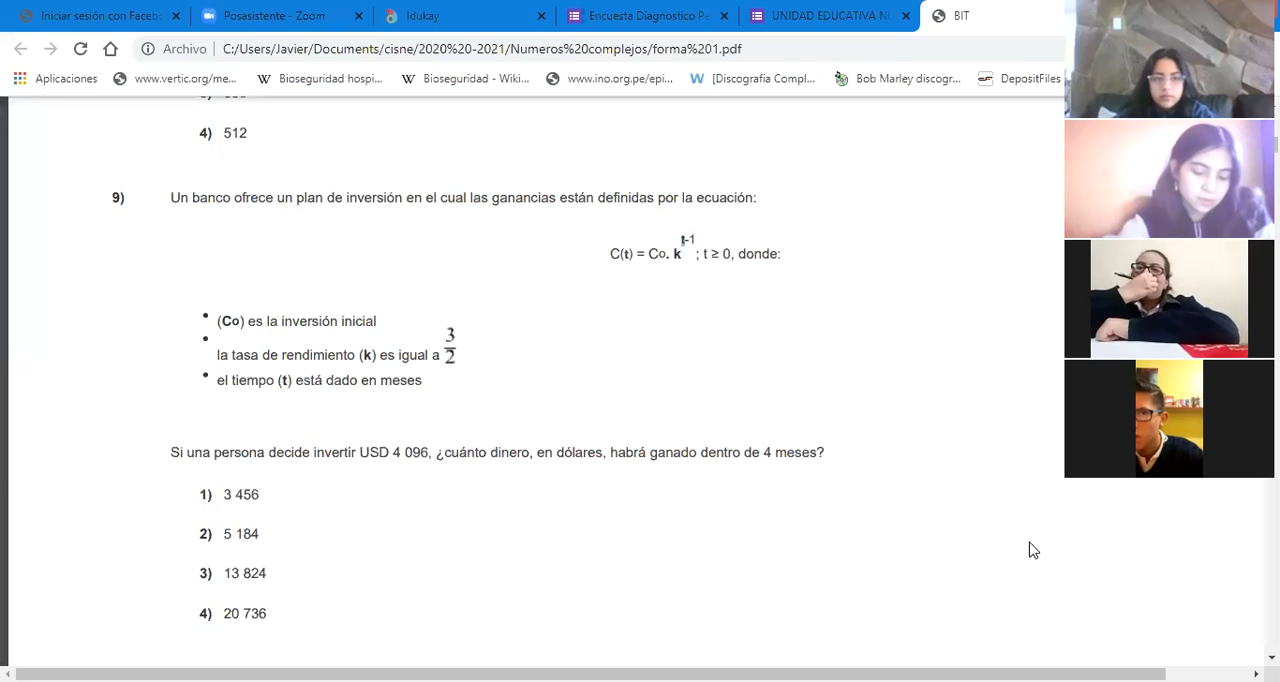 Iniciar sesión con Faceb
Posasistente - Zoom
Idukay
Encuesta Diagnostico Pe
UNIDAD EDUCATIVA NU
BIT
Archivo
C:/Users/Javier/Documents/cisne/2020%20-2021/Numeros%20complejos/forma%201.pdf
Aplicaciones
www.vertic.org/me...
Bioseguridad hospi...
Bioseguridad - Wiki...
www.ino.org.pe/epi...
[Discografia Compl...
Bob Marley discogr...
DepositFiles
4) 512
9) Un banco ofrece un plan de inversión en el cual las ganancias están definidas por la ecuación:
C(t) = Co. k^t-1 ; t ≥ 0, donde:
• (Co) es la inversión inicial
• la tasa de rendimiento (k) es igual a 3/2
• el tiempo (t) está dado en meses
Si una persona decide invertir USD 4 096, ¿cuánto dinero, en dólares, habrá ganado dentro de 4 meses?
1) 3 456
2) 5 184
3) 13 824
4) 20 736